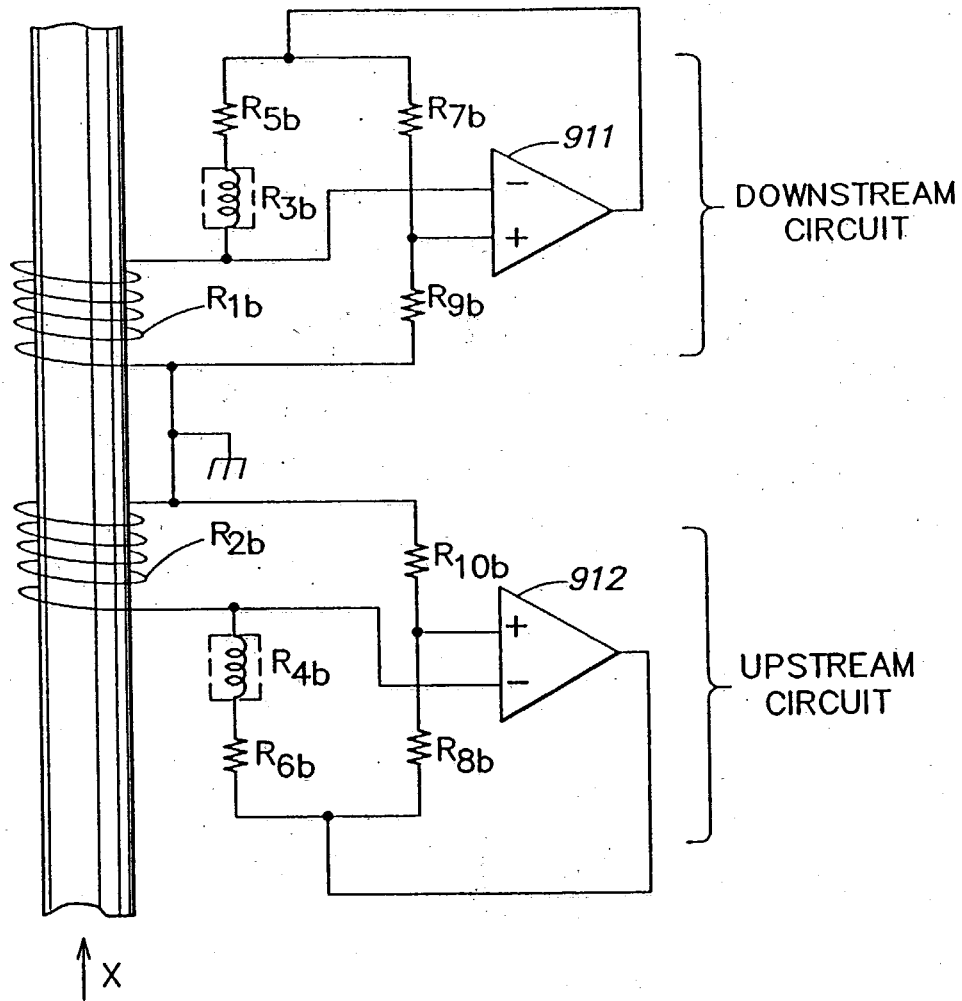 R5b
R7b
911
R3b
−
+
DOWNSTREAM
CIRCUIT
R1b
R9b
R2b
R10b
912
+
−
R4b
UPSTREAM
CIRCUIT
R6b
R8b
X